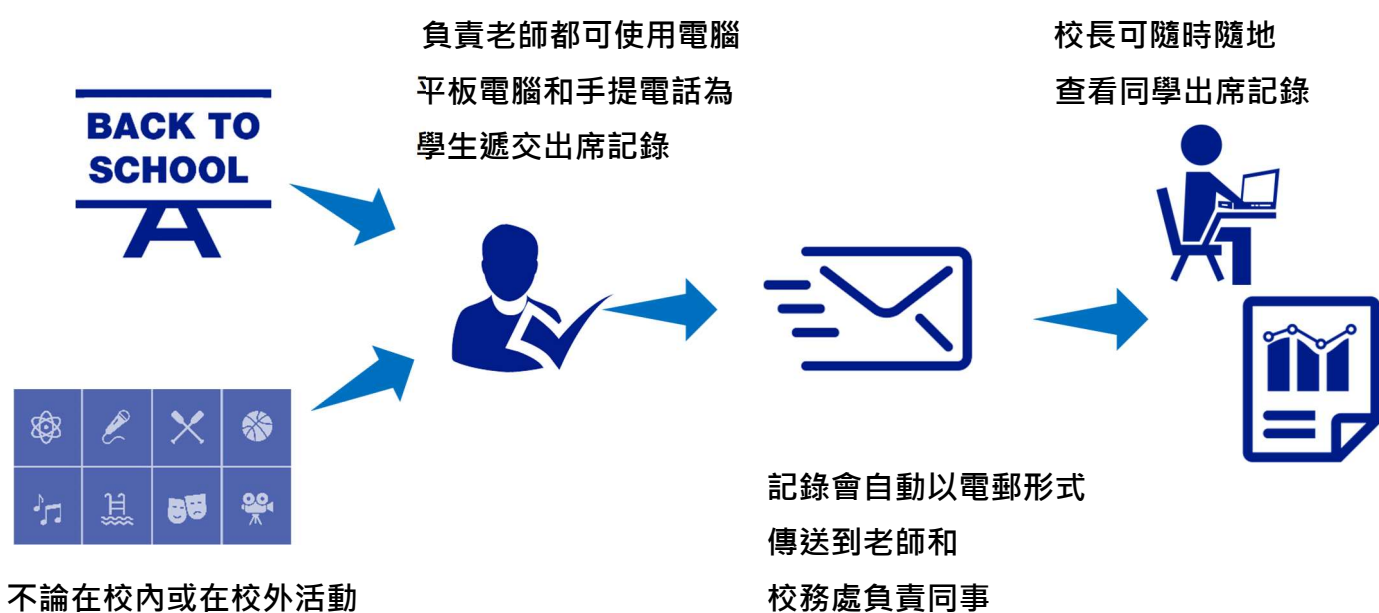 負責老師都可使用電腦
平板電腦和手提電話為
學生遞交出席記錄
校長可隨時隨地
查看同學出席記錄
BACK TO
SCHOOL
記錄會自動以電郵形式
傳送到老師和
校務處負責同事
不論在校內或在校外活動